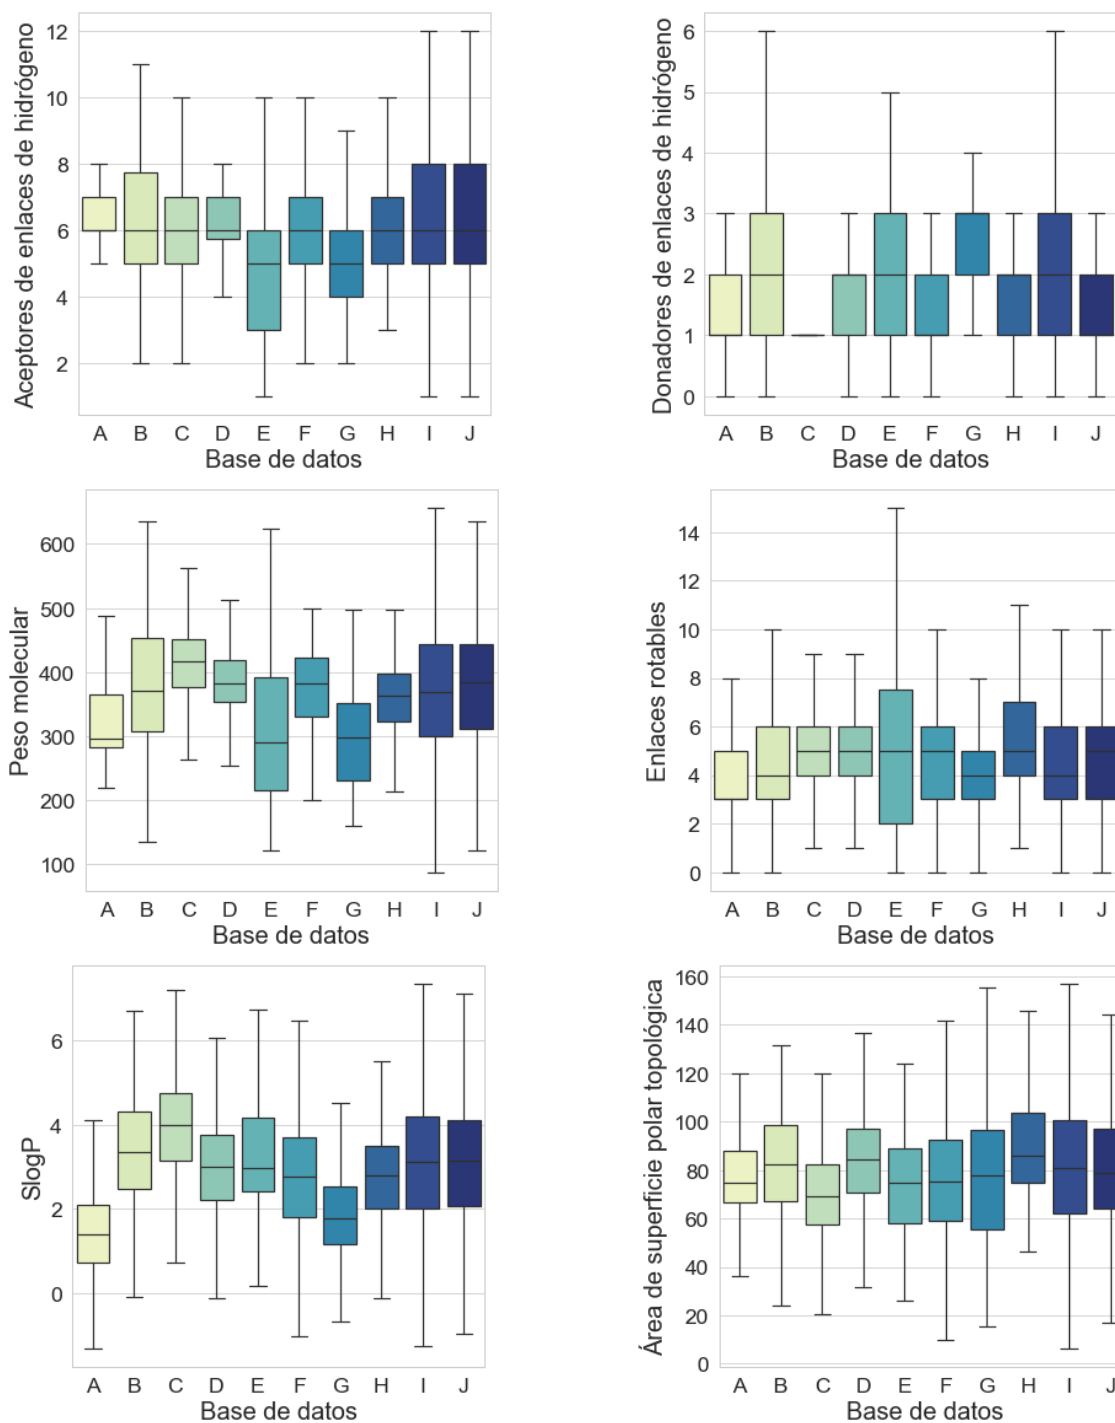 Aceptores de enlaces de hidrógeno
12
10
8
6
4
2
A B C D E F G H I J
Base de datos
Donadores de enlaces de hidrógeno
6
5
4
3
2
1
0
A B C D E F G H I J
Base de datos
Peso molecular
600
500
400
300
200
100
A B C D E F G H I J
Base de datos
Enlaces rotables
14
12
10
8
6
4
2
0
A B C D E F G H I J
Base de datos
SlogP
6
4
2
0
A B C D E F G H I J
Base de datos
Área de superficie polar topológica
160
140
120
100
80
60
40
20
0
A B C D E F G H I J
Base de datos